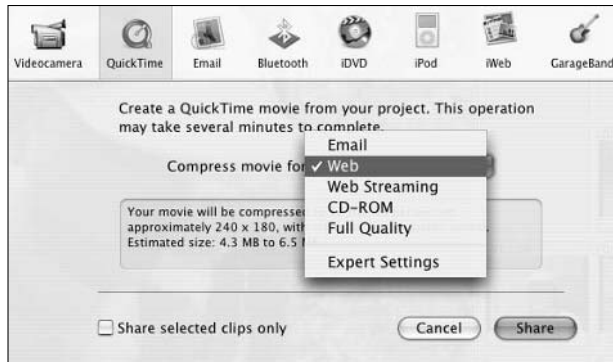 Videocamera QuickTime Email Bluetooth iDVD iPod iWeb GarageBand
Create a QuickTime movie from your project. This operation
may take several minutes to complete.
Compress movie for
Email
✓ Web
Web Streaming
CD-ROM
Full Quality
Expert Settings
Your movie will be compressed
approximately 240 x 180, with
Estimated size: 4.3 MB to 6.5
Share selected clips only
Cancel
Share